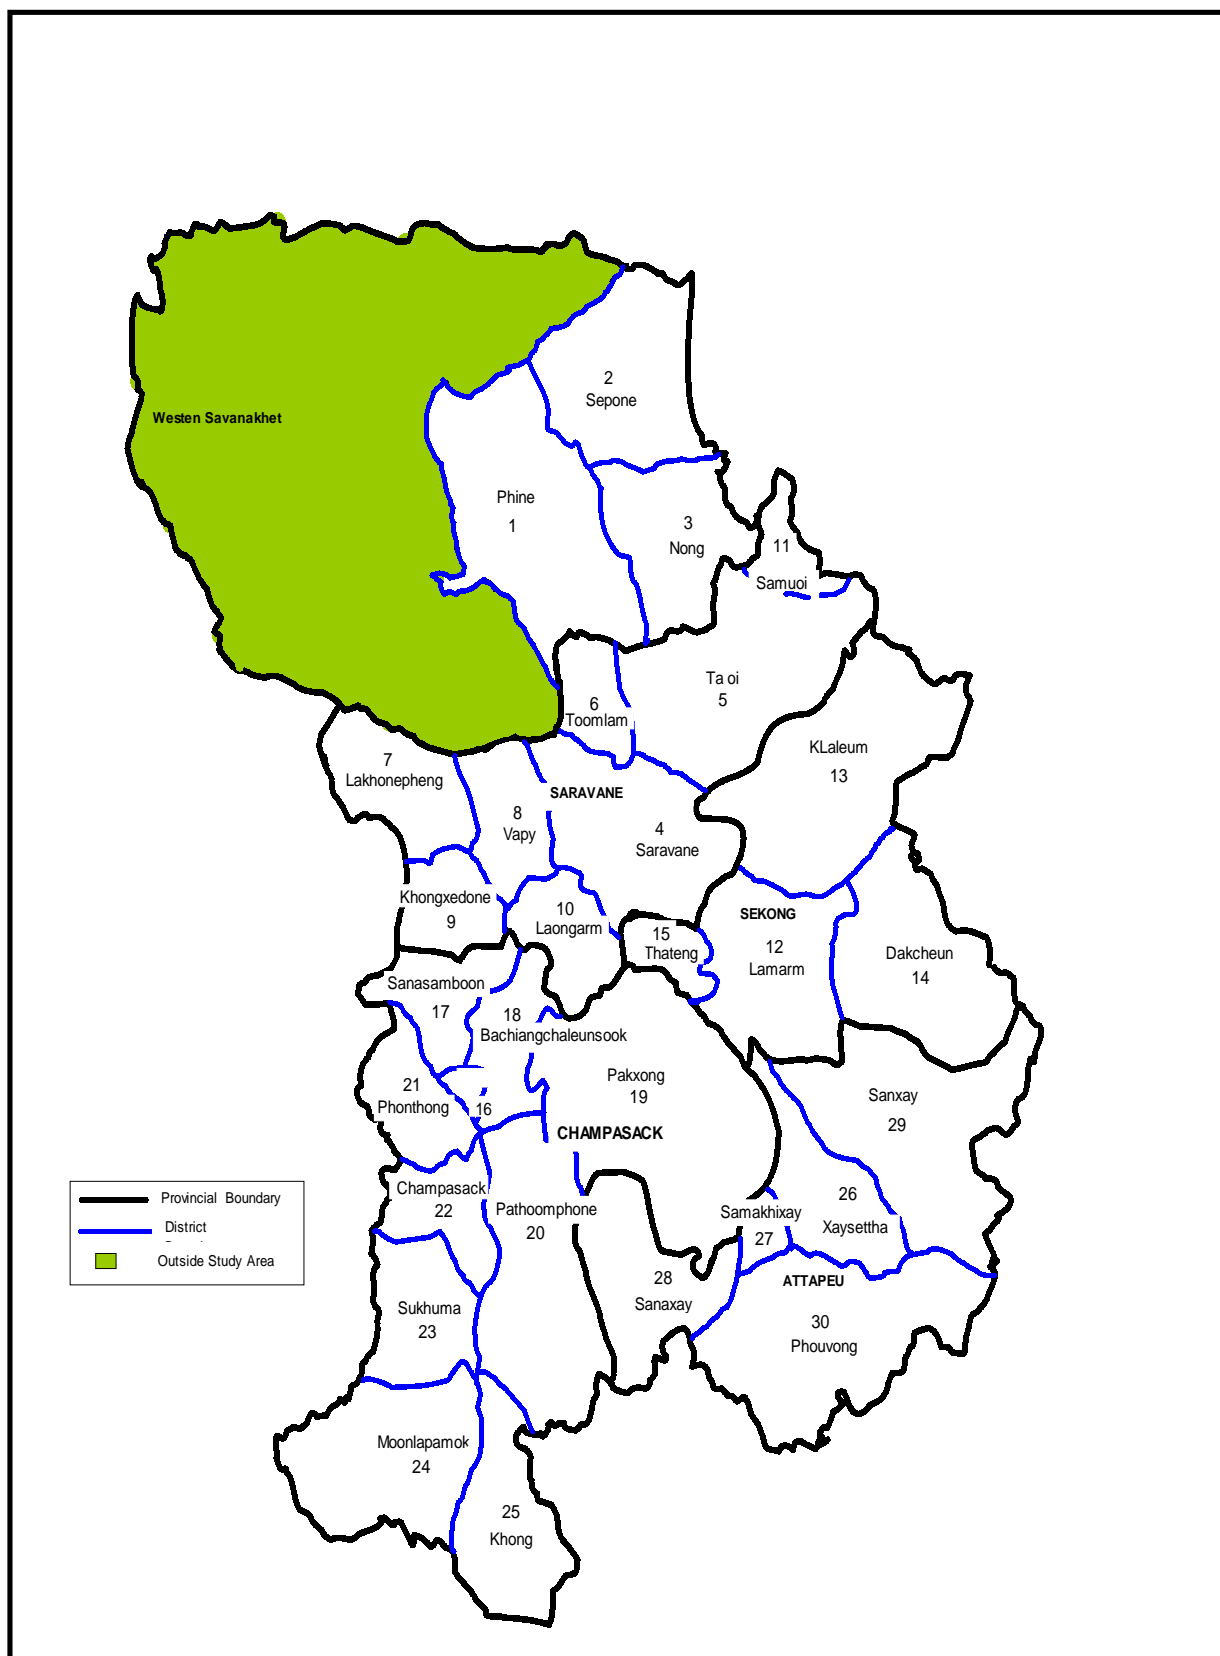 2
Sepone
Westen Savanakhet
Phine
1
3
Nong
11
Samuoi
Ta oi
5
6
Toomlam
KLaleum
13
7
Lakhonepheng
SARAVANE
8
Vapy
4
Saravane
Khongxedone
9
10
Laongarm
SEKONG
15
Thateng
12
Lamarm
Dakcheun
14
Sanasamboon
17
18
Bachiangchaleunsook
Pakxong
19
21
Phonthong
16
CHAMPASACK
Sanxay
29
Champasack
22
Pathoomphone
20
Samakhixay
27
26
Xaysettha
28
Sanaxay
ATTAPEU
30
Phouvong
Sukhuma
23
Moonlapamok
24
25
Khong
Provincial Boundary
District
Outside Study Area